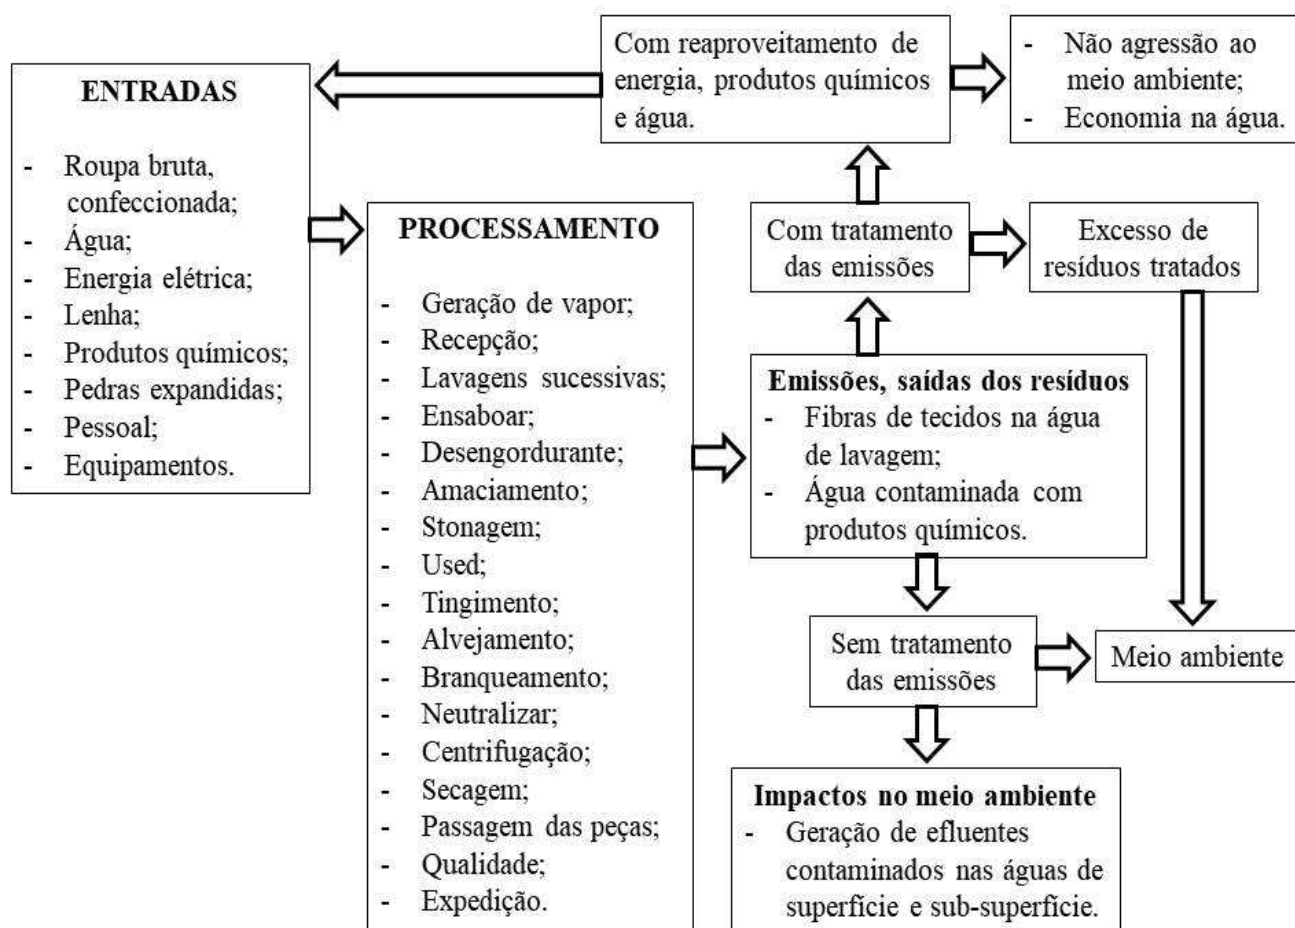 ENTRADAS
- Roupa bruta,
confeccionada;
- Água;
- Energia elétrica;
- Lenha;
- Produtos químicos;
- Pedras expandidas;
- Pessoal;
- Equipamentos.
PROCESSAMENTO
- Geração de vapor;
- Recepção;
- Lavagens sucessivas;
- Ensaboar;
- Desengordurante;
- Amaciamento;
- Stonagem;
- Used;
- Tingimento;
- Alvejamento;
- Branqueamento;
- Neutralizar;
- Centrifugação;
- Secagem;
- Passagem das peças;
- Qualidade;
- Expedição.
Com reaproveitamento de
energia, produtos químicos
e água.
- Não agressão ao
meio ambiente;
- Economia na água.
Com tratamento
das emissões
Excesso de
resíduos tratados
Emissões, saídas dos resíduos
- Fibras de tecidos na água
de lavagem;
- Água contaminada com
produtos químicos.
Sem tratamento
das emissões
Meio ambiente
Impactos no meio ambiente
- Geração de efluentes
contaminados nas águas de
superfície e sub-superfície.